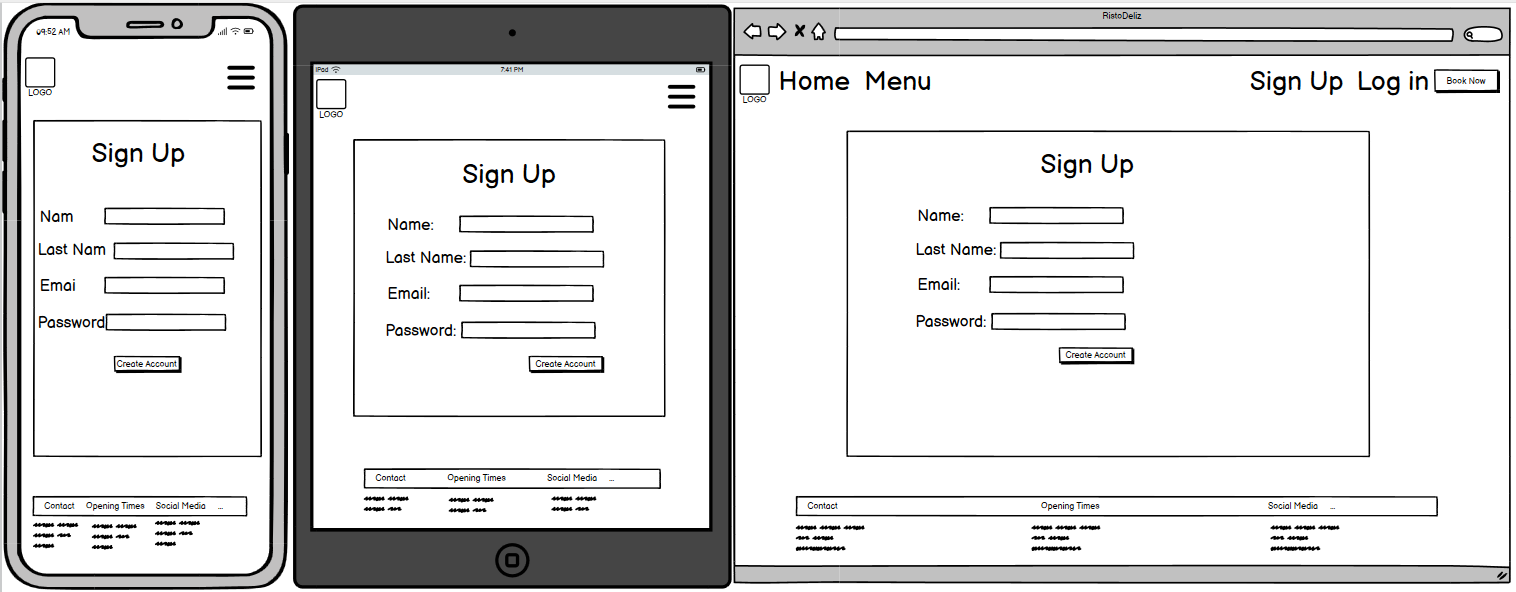 09:52 AM
LOGO
Sign Up
Nam
Last Nam
Emai
Password
Create Account
Contact Opening Times Social Media ...
iPad 7:41 PM
LOGO
Sign Up
Name:
Last Name:
Email:
Password:
Create Account
Contact Opening Times Social Media ...
RistoDeliz
LOGO
Home Menu Sign Up Log in Book Now
Sign Up
Name:
Last Name:
Email:
Password:
Create Account
Contact Opening Times Social Media ...